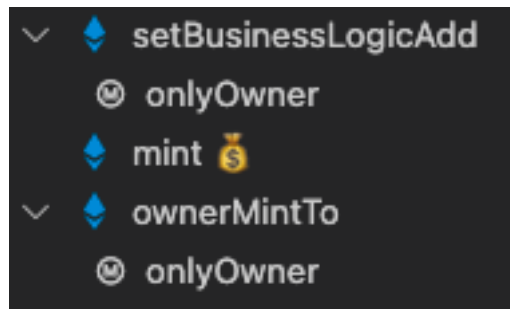 setBusinessLogicAdd
onlyOwner
mint 💰
ownerMintTo
onlyOwner